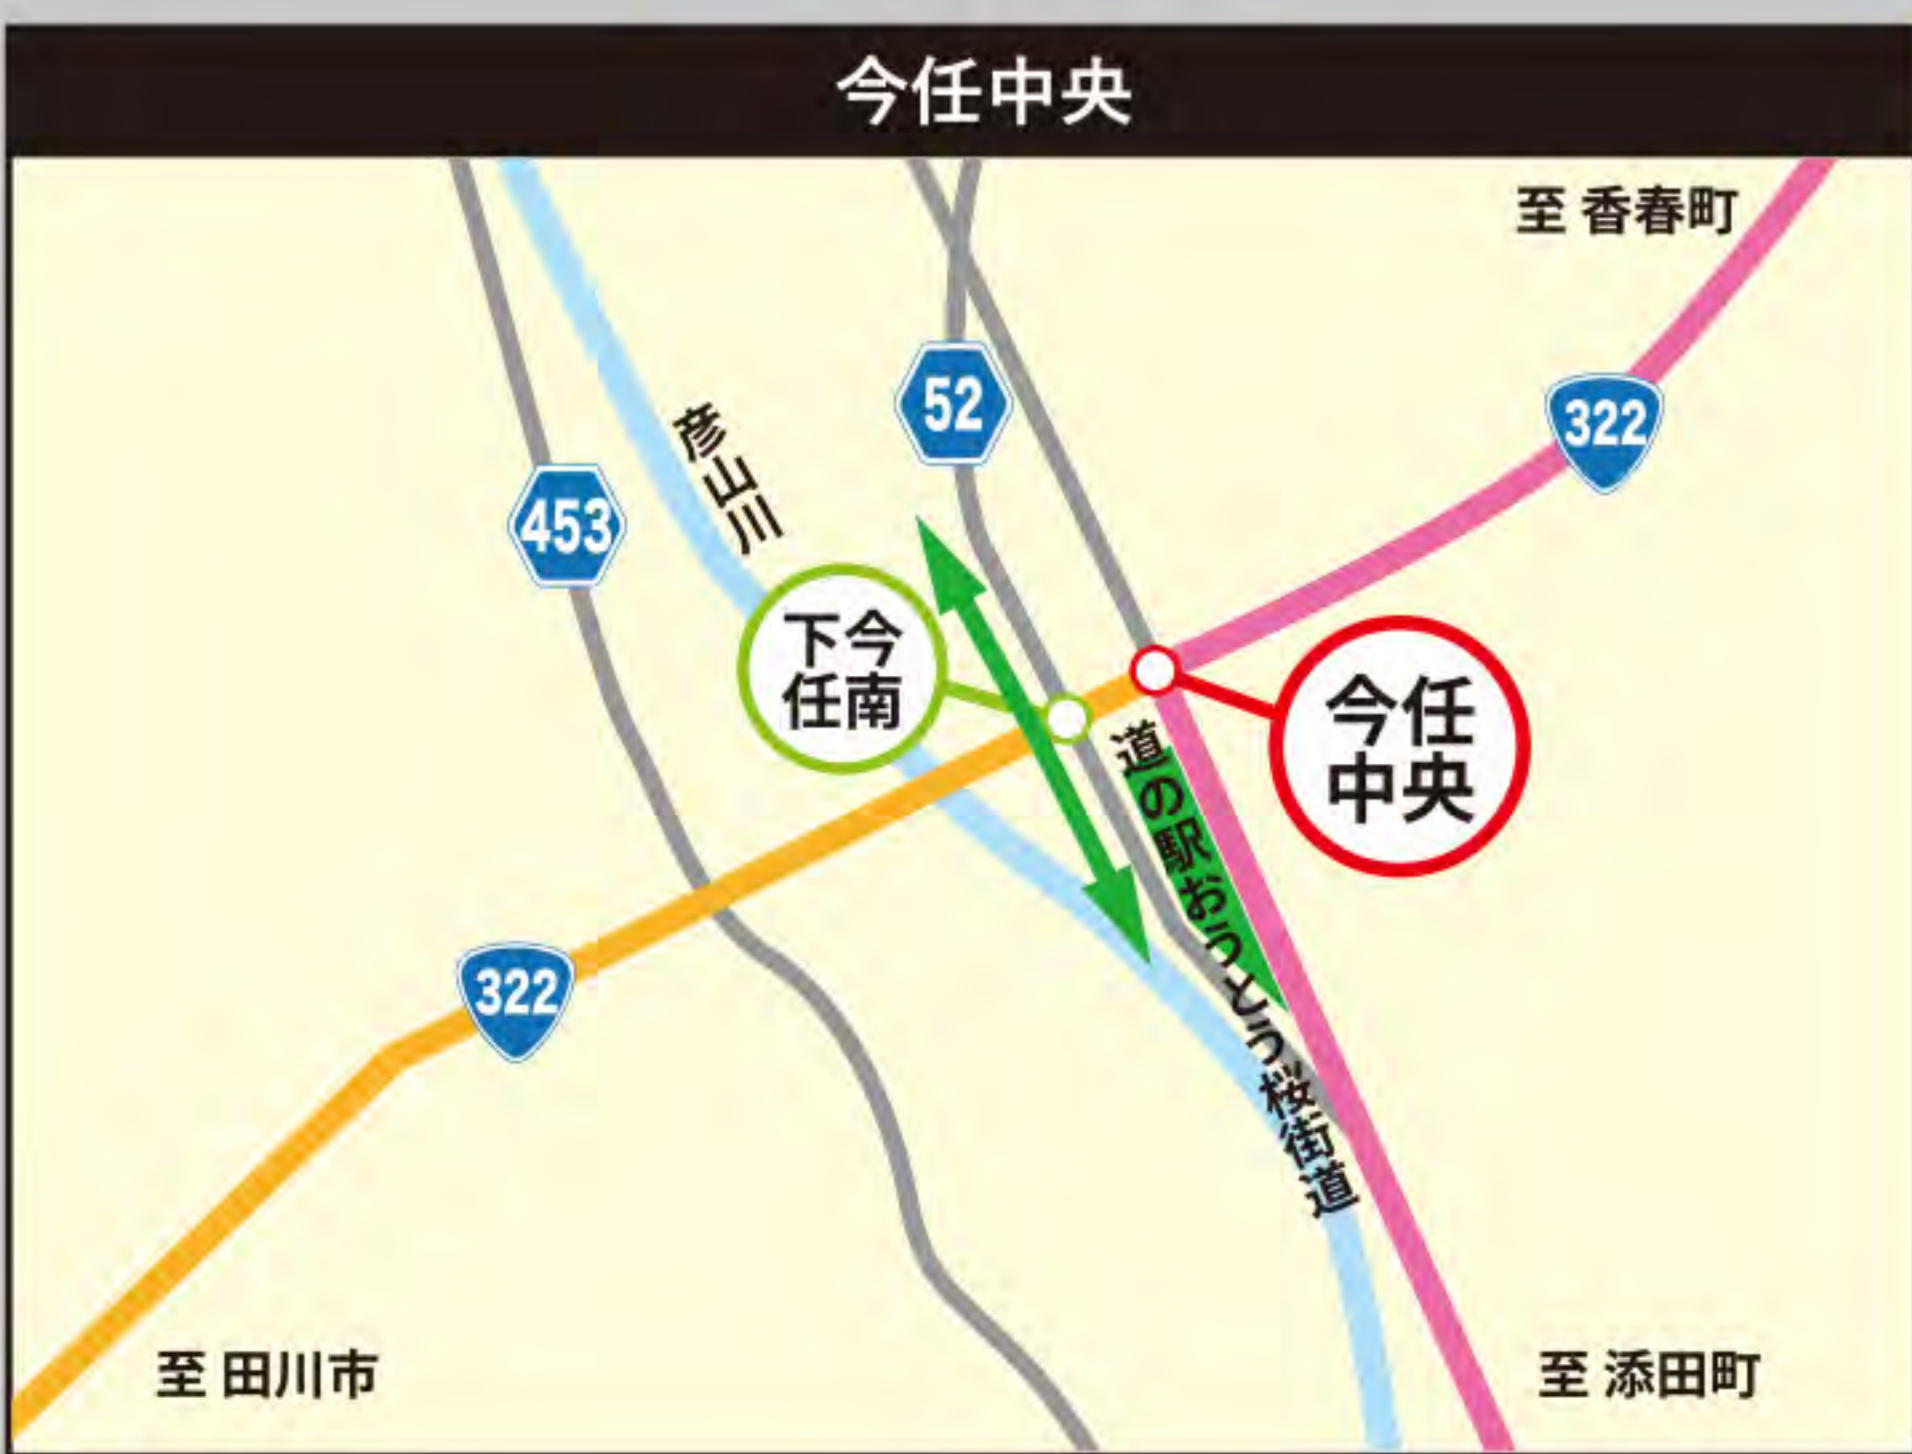 今任中央
至 香春町
52
322
彦山川
453
下今
任南
今任
中央
道の駅おうとう桜街道
322
至 田川市
至 添田町